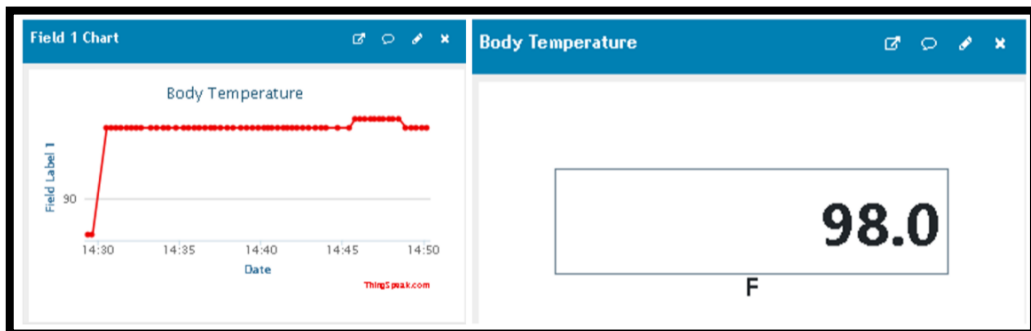 Field 1 Chart
Body Temperature
Field Label 1
90
14:30 14:35 14:40 14:45 14:50
Date
ThingSpeak.com
Body Temperature
98.0
F